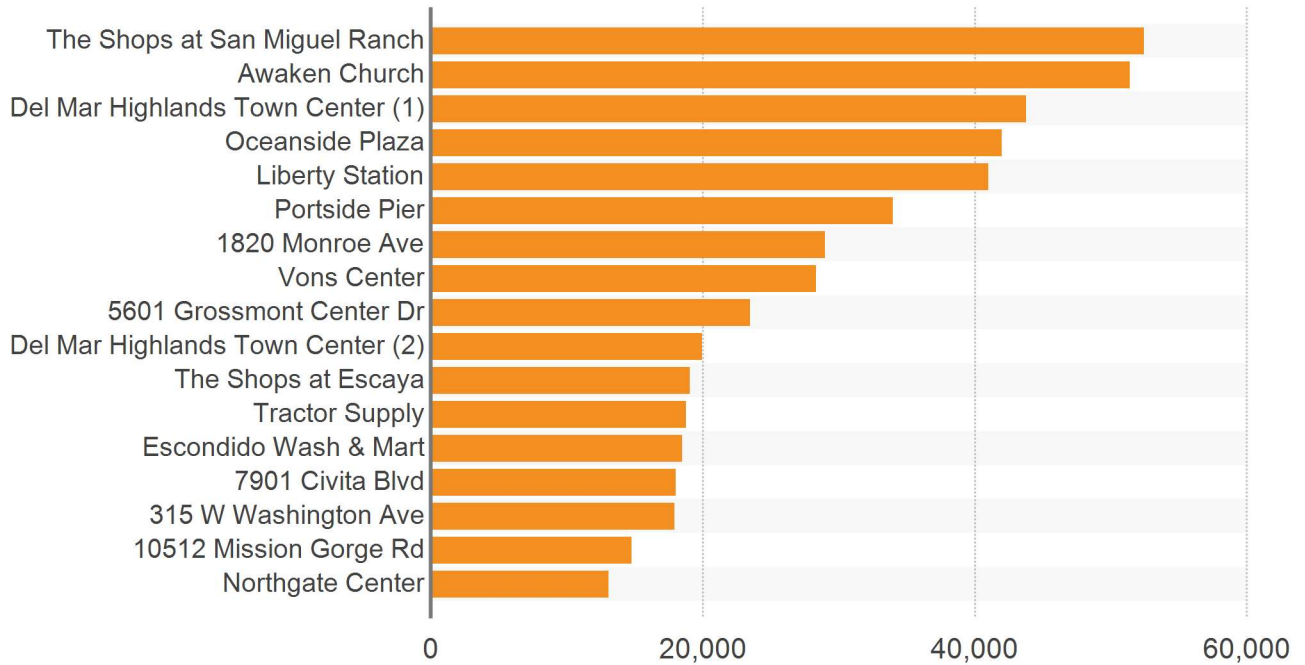 The Shops at San Miguel Ranch
Awaken Church
Del Mar Highlands Town Center (1)
Oceanside Plaza
Liberty Station
Portside Pier
1820 Monroe Ave
Vons Center
5601 Grossmont Center Dr
Del Mar Highlands Town Center (2)
The Shops at Escaya
Tractor Supply
Escondido Wash & Mart
7901 Civita Blvd
315 W Washington Ave
10512 Mission Gorge Rd
Northgate Center
0 20,000 40,000 60,000